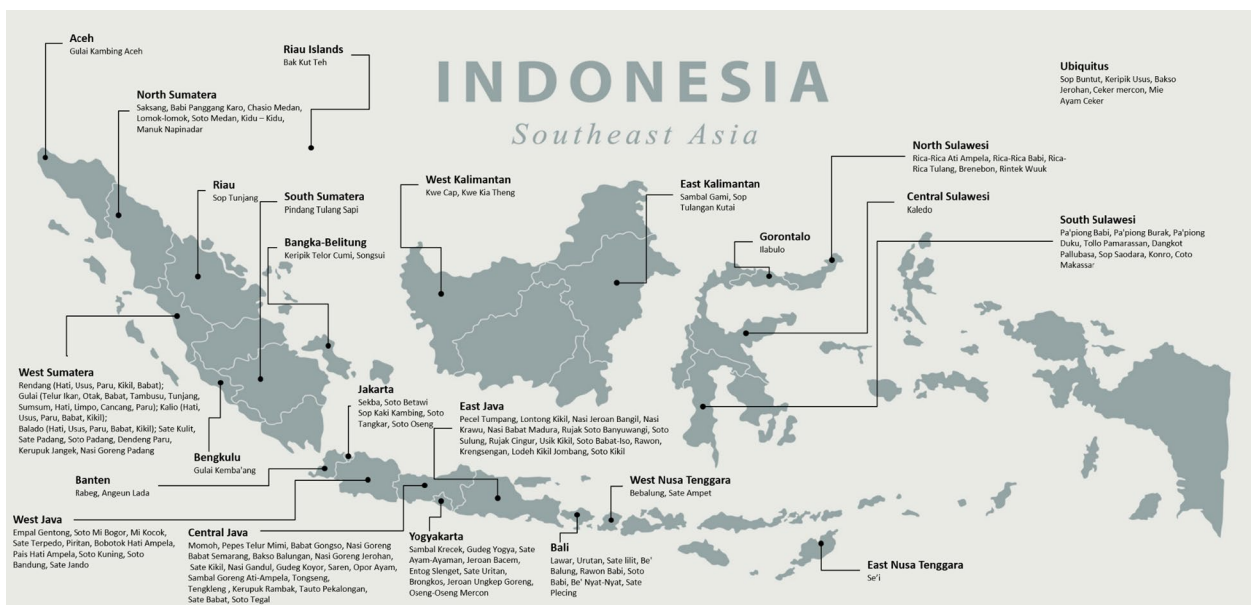 Aceh
Gulai Kambing Aceh
Riau Islands
Bak Kut Teh
INDONESIA
Southeast Asia
Ubiquitus
Sop Buntut, Keripik Usus, Bakso
Jerohan, Ceker mercon, Mie
Ayam Ceker
North Sumatera
Saksang, Babi Panggang Karo, Chasio Medan,
Lomok-lomok, Soto Medan, Kidu – Kidu,
Manuk Napinadar
Riau
Sop Tunjang
South Sumatera
Pindang Tulang Sapi
Bangka-Belitung
Keripik Telor Cumi, Songsui
West Kalimantan
Kwe Cap, Kwe Kia Theng
East Kalimantan
Sambal Gami, Sop
Tulangan Kutai
Gorontalo
Ilabulo
North Sulawesi
Rica-Rica Ati Ampela, Rica-Rica Babi, Rica-
Rica Tulang, Brenebon, Rintek Wuuk
Central Sulawesi
Kaledo
South Sulawesi
Pa'piong Babi, Pa'piong Burak, Pa'piong
Duku, Tollo Pamarassan, Dangkot
Pallubasa, Sop Saodara, Konro, Coto
Makassar
West Sumatera
Rendang (Hati, Usus, Paru, Kikil, Babat);
Gulai (Telur Ikan, Otak, Babat, Tambusu, Tunjang,
Sumsum, Hati, Limpo, Cancang, Paru); Kalio (Hati,
Usus, Paru, Babat, Kikil);
Balado (Hati, Usus, Paru, Babat, Kikil); Sate Kulit,
Sate Padang, Soto Padang, Dendeng Paru,
Kerupuk Jangek, Nasi Goreng Padang
Bengkulu
Gulai Kemba'ang
Jakarta
Sekba, Soto Betawi
Sop Kaki Kambing, Soto
Tangkar, Soto Oseng
East Java
Pecel Tumpang, Lontong Kikil, Nasi Jeroan Bangil, Nasi
Krawu, Nasi Babat Madura, Rujak Soto Banyuwangi, Soto
Sulung, Rujak Cingur, Usik Kikil, Soto Babat-Iso, Rawon,
Krengsengan, Lodeh Kikil Jombang, Soto Kikil
Banten
Rabeg, Angeun Lada
West Java
Empal Gentong, Soto Mi Bogor, Mi Kocok,
Sate Terpedo, Piritan, Bobotok Hati Ampela,
Pais Hati Ampela, Soto Kuning, Soto
Bandung, Sate Jando
Central Java
Momoh, Pepes Telur Mimi, Babat Gongso, Nasi Goreng
Babat Semarang, Bakso Balungan, Nasi Goreng Jerohan,
Sate Kikil, Nasi Gandul, Gudeg Koyor, Saren, Opor Ayam,
Sambal Goreng Ati-Ampela, Tongseng,
Tengkleng , Kerupuk Rambak, Tauto Pekalongan,
Sate Babat, Soto Tegal
Yogyakarta
Sambal Krecek, Gudeg Yogya, Sate
Ayam-Ayaman, Jeroan Bacem,
Entog Slenget, Sate Uritan,
Brongkos, Jeroan Ungkep Goreng,
Oseng-Oseng Mercon
Bali
Lawar, Urutan, Sate lilit, Be'
Balung, Rawon Babi, Soto
Babi, Be' Nyat-Nyat, Sate
Plecing
West Nusa Tenggara
Bebalung, Sate Ampet
East Nusa Tenggara
Se'i